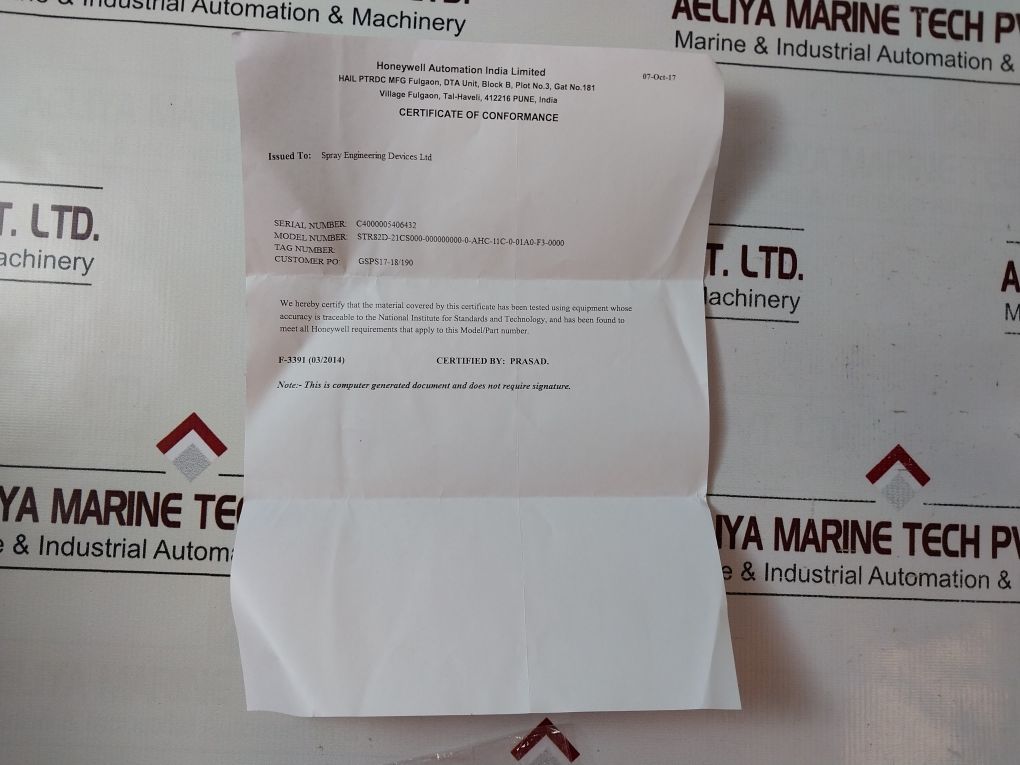 Industrial Automation & Machinery
AELIYA MARINE TECH PV
Marine & Industrial Automation &
Honeywell Automation India Limited
07-Oct-17
HAIL PTRDC MFG Fulgaon, DTA Unit, Block B, Plot No.3, Gat No.181
Village Fulgaon, Tal-Haveli, 412216 PUNE, India
CERTIFICATE OF CONFORMANCE
Issued To: Spray Engineering Devices Ltd
SERIAL NUMBER: C4000005406432
MODEL NUMBER: STR82D-21CS000-000000000-0-AHC-11C-0-01A0-F3-0000
TAG NUMBER:
CUSTOMER PO: GSPS17-18/190
We hereby certify that the material covered by this certificate has been tested using equipment whose
accuracy is traceable to the National Institute for Standards and Technology, and has been found to
meet all Honeywell requirements that apply to this Model/Part number.
F-3391 (03/2014) CERTIFIED BY: PRASAD.
Note:- This is computer generated document and does not require signature.
T. LTD.
achinery
T. LTD.
achinery
A
M
IYA MARINE TE
& Industrial Autom
IYA MARINE TECH PV
e & Industrial Automation &